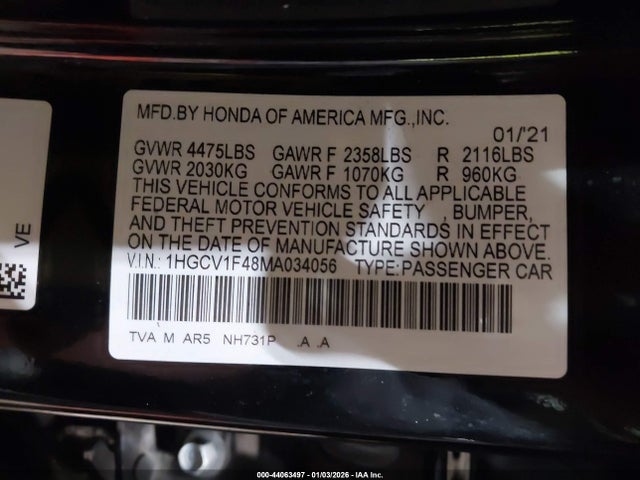 MFD.BY HONDA OF AMERICA MFG.,INC.
01/'21
GVWR 4475LBS GAWR F 2358LBS R 2116LBS
GVWR 2030KG GAWR F 1070KG R 960KG
THIS VEHICLE CONFORMS TO ALL APPLICABLE
FEDERAL MOTOR VEHICLE SAFETY , BUMPER,
AND THEFT PREVENTION STANDARDS IN EFFECT
ON THE DATE OF MANUFACTURE SHOWN ABOVE.
V.I.N.: 1HGCV1F48MA034056 TYPE:PASSENGER CAR
TVA M AR5 NH731P .A .A
VE
000-44063497 - 01/03/2026 - IAA Inc.